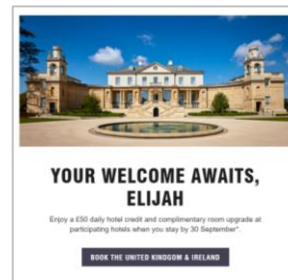 YOUR WELCOME AWAITS,
ELIJAH
Enjoy a £50 daily hotel credit and complimentary room upgrade at
participating hotels when you stay by 30 September*.
BOOK THE UNITED KINDGOM & IRELAND